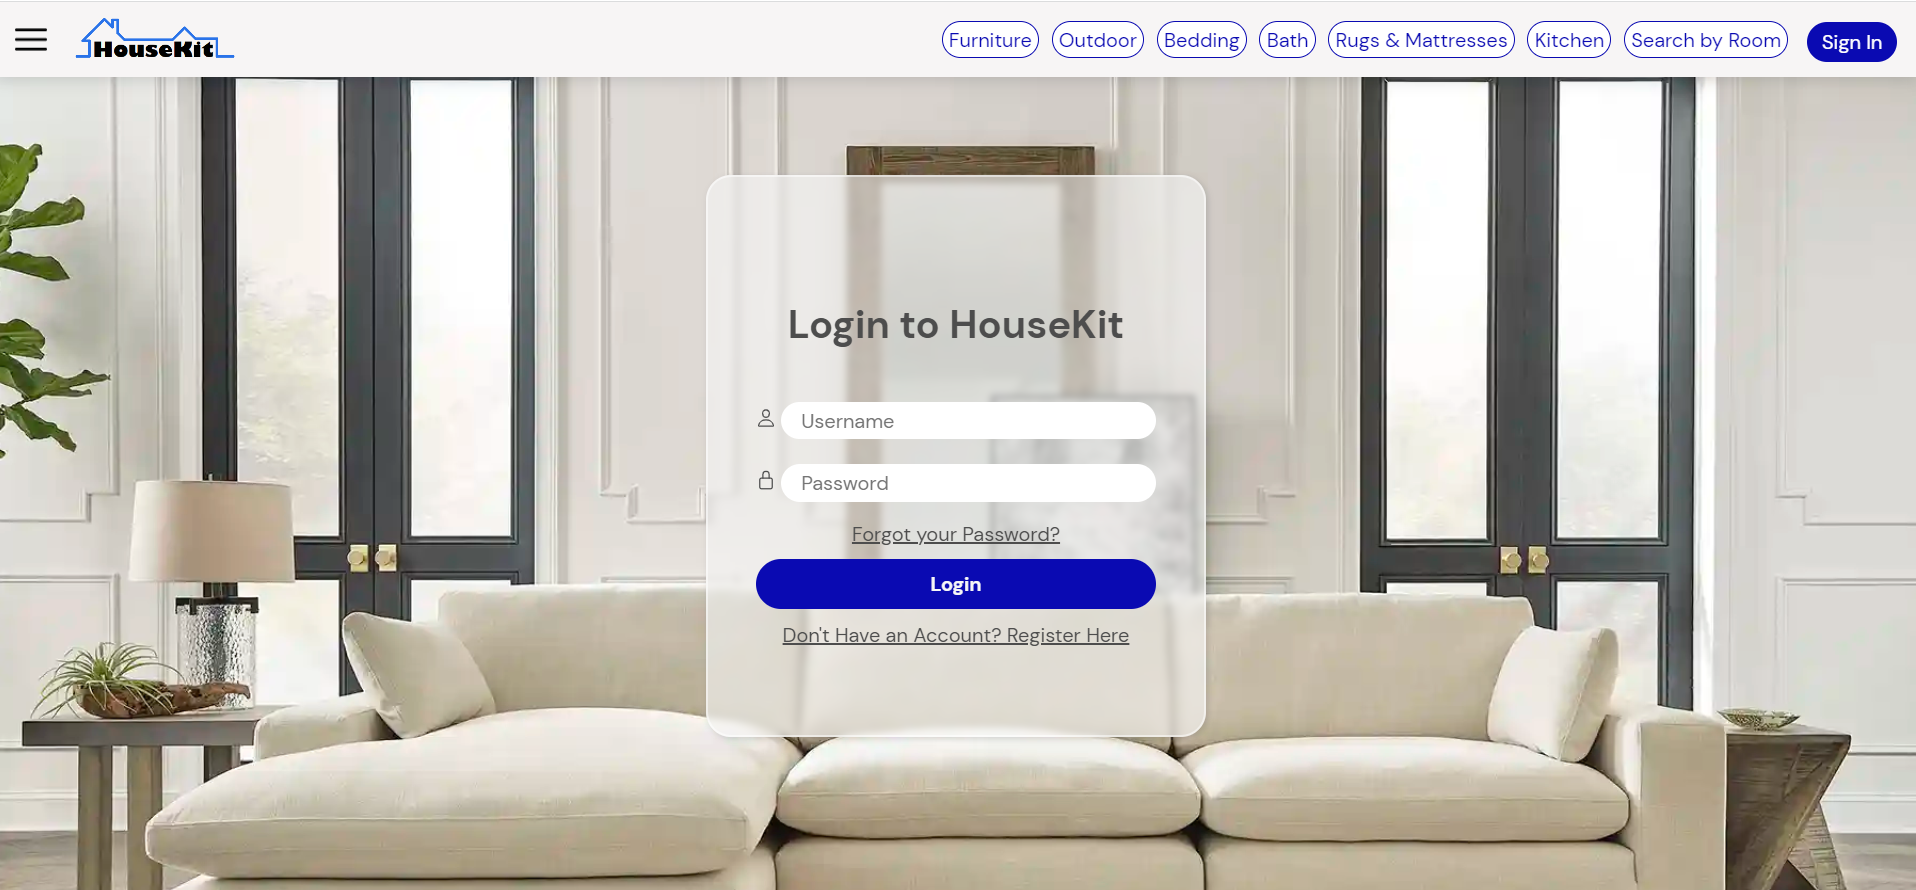 HouseKit
Furniture
Outdoor
Bedding
Bath
Rugs & Mattresses
Kitchen
Search by Room
Sign In
Login to HouseKit
Username
Password
Forgot your Password?
Login
Don't Have an Account? Register Here